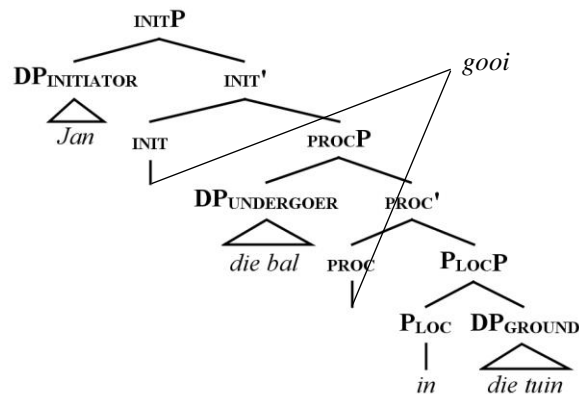 INITP
gooi
DPINITIATOR INIT'
Jan
INIT PROCP
DPUNDERGOER PROC'
die bal PROC PLOCP
PLOC DPGROUND
in die tuin